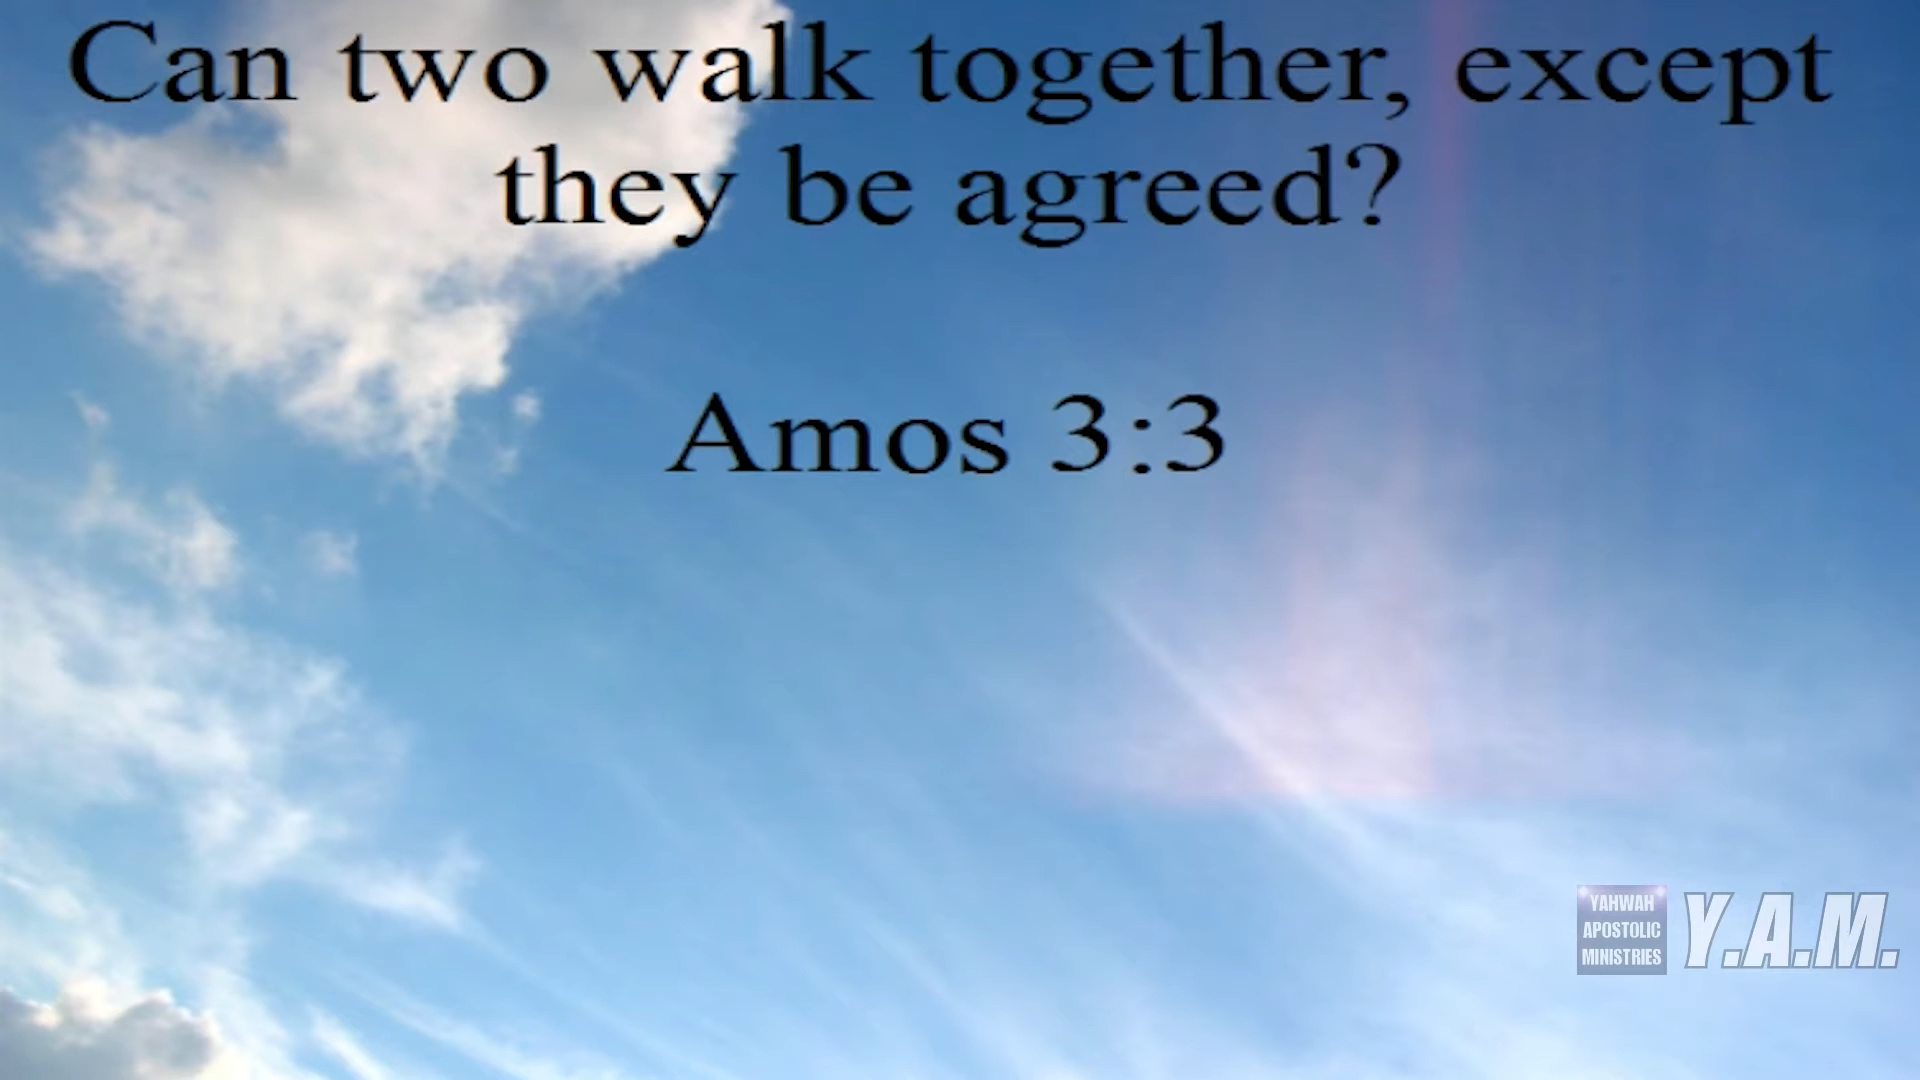 Can two walk together, except
they be agreed?
Amos 3:3
YAHWAH
APOSTOLIC
MINISTRIES
Y.A.M.